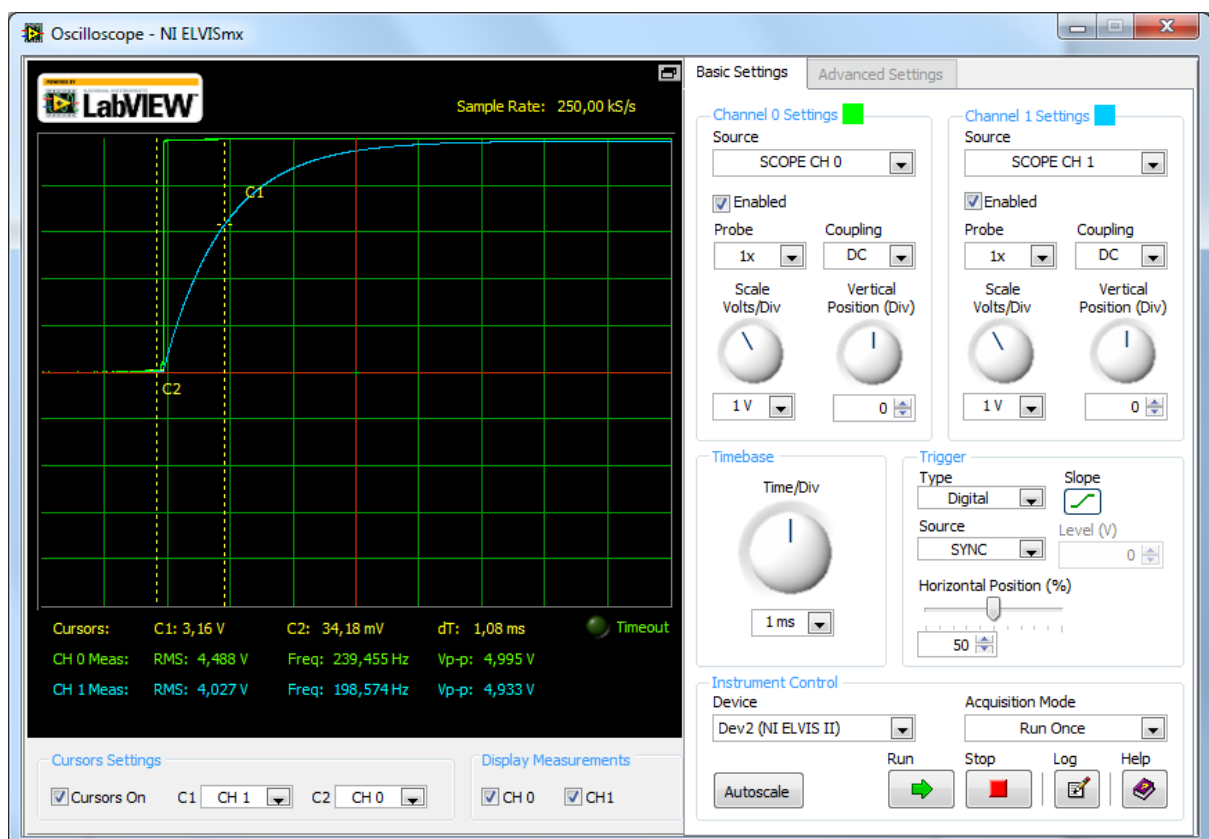 Oscilloscope - NI ELVISmx
POWERED BY
NATIONAL INSTRUMENTS
LabVIEW
Sample Rate: 250,00 kS/s
C1
C2
Cursors: C1: 3,16 V C2: 34,18 mV dT: 1,08 ms Timeout
CH 0 Meas: RMS: 4,488 V Freq: 239,455 Hz Vp-p: 4,995 V
CH 1 Meas: RMS: 4,027 V Freq: 198,574 Hz Vp-p: 4,933 V
Cursors Settings
Cursors On C1 CH 1 C2 CH 0
Display Measurements
CH 0 CH1
Basic Settings Advanced Settings
Channel 0 Settings
Source
SCOPE CH 0
Enabled
Probe Coupling
1x DC
Scale Vertical
Volts/Div Position (Div)
1 V 0
Channel 1 Settings
Source
SCOPE CH 1
Enabled
Probe Coupling
1x DC
Scale Vertical
Volts/Div Position (Div)
1 V 0
Timebase
Time/Div
1 ms
Trigger
Type Slope
Digital
Source Level (V)
SYNC 0
Horizontal Position (%)
50
Instrument Control
Device Acquisition Mode
Dev2 (NI ELVIS II) Run Once
Run Stop Log Help
Autoscale